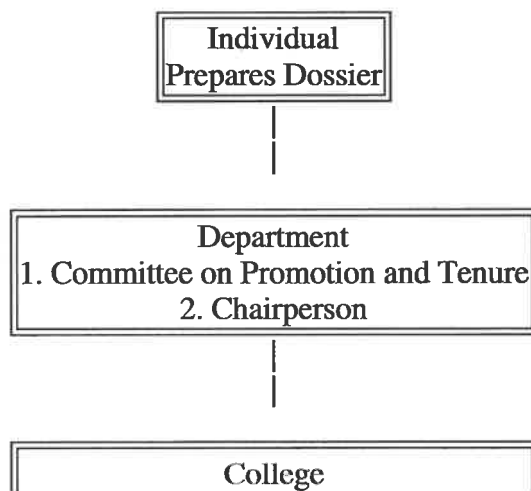 Individual
Prepares Dossier
Department
1. Committee on Promotion and Tenure
2. Chairperson
College